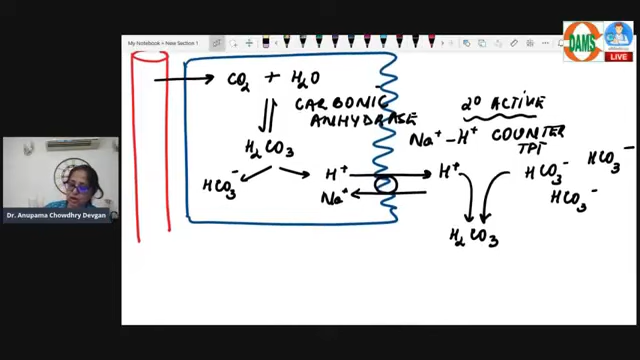 My Notebook > New Section 1
DAMS
LIVE
CO2 + H2O
CARBONIC
ANHYDRASE
H2CO3
HCO3-
H+
Na+
2° ACTIVE
Na+ – H+ COUNTER
TPT
H+
HCO3-
HCO3-
HCO3-
H2CO3
Dr. Anupama Chowdhry Devgan